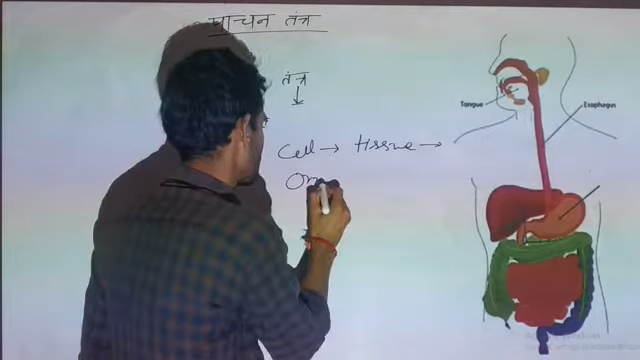 पाचन तंत्र
तंत्र
Cell → tissue →
Tongue
Esophagus